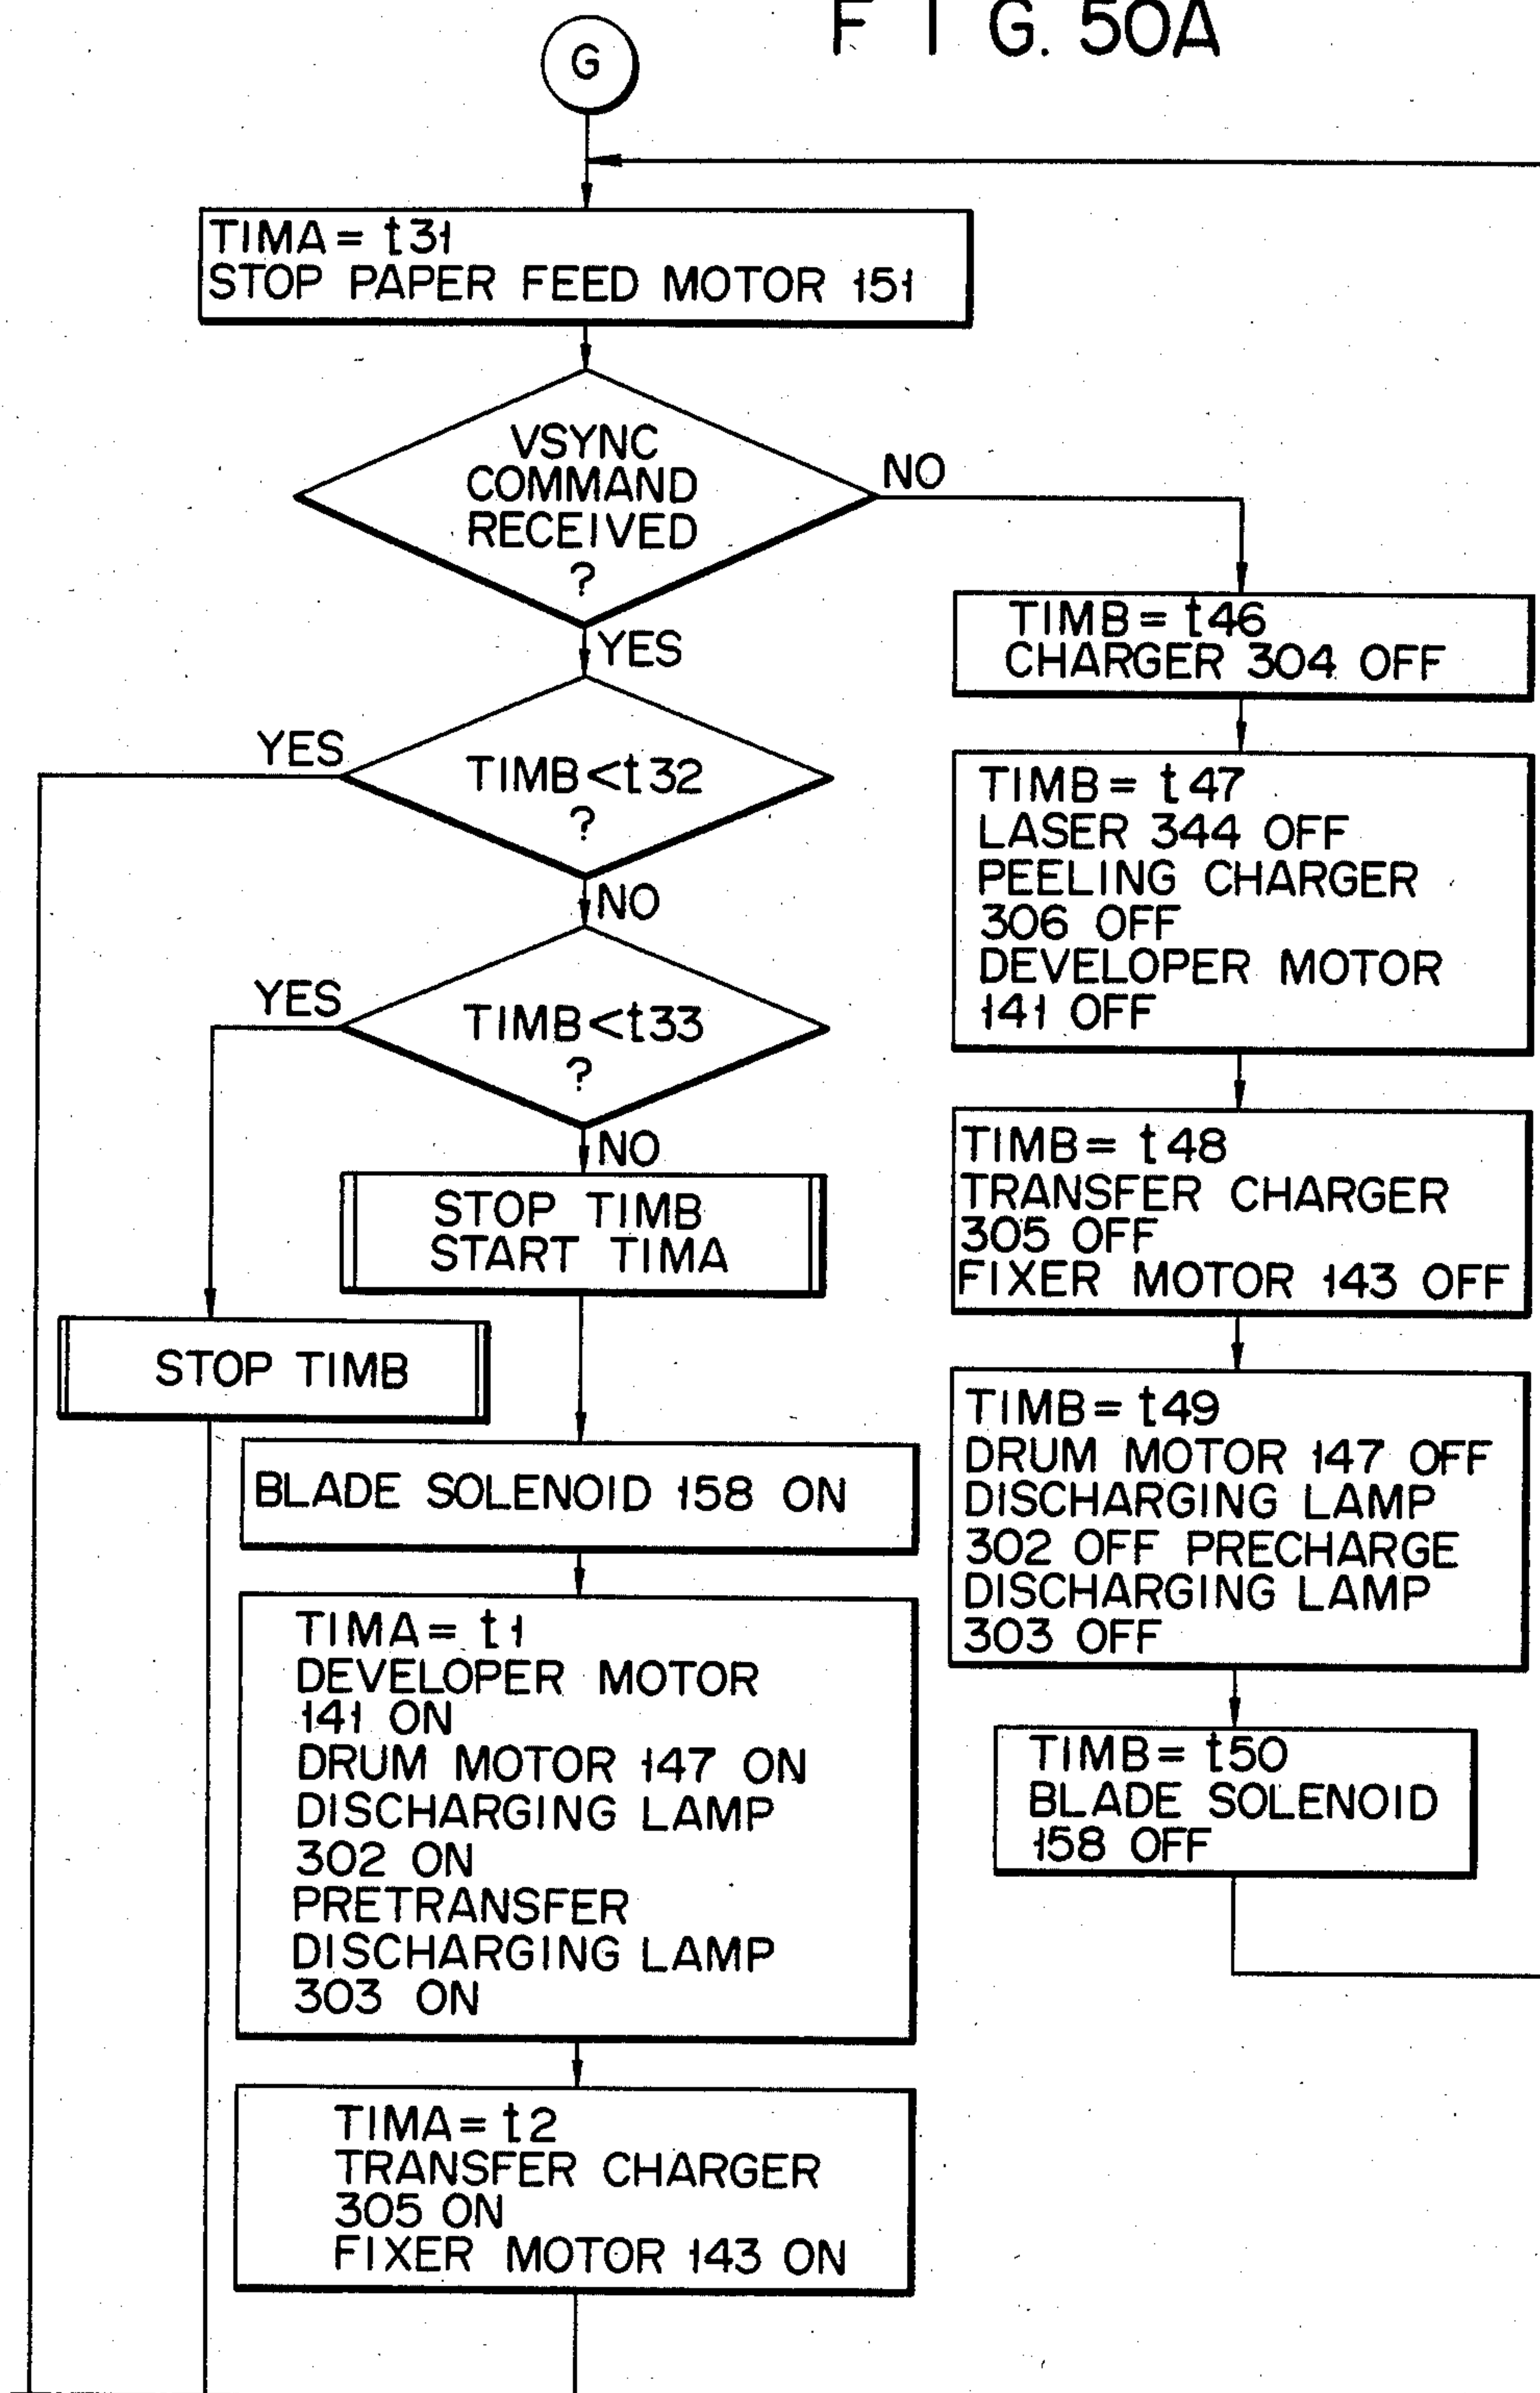 F I G. 50A
G
TIMA = t31
STOP PAPER FEED MOTOR 151
VSYNC
COMMAND
RECEIVED
?
NO
YES
TIMB < t32
?
YES
NO
TIMB < t33
?
YES
NO
STOP TIMB
START TIMA
STOP TIMB
BLADE SOLENOID 158 ON
TIMA = t1
DEVELOPER MOTOR
141 ON
DRUM MOTOR 147 ON
DISCHARGING LAMP
302 ON
PRETRANSFER
DISCHARGING LAMP
303 ON
TIMA = t2
TRANSFER CHARGER
305 ON
FIXER MOTOR 143 ON
TIMB = t46
CHARGER 304 OFF
TIMB = t47
LASER 344 OFF
PEELING CHARGER
306 OFF
DEVELOPER MOTOR
141 OFF
TIMB = t48
TRANSFER CHARGER
305 OFF
FIXER MOTOR 143 OFF
TIMB = t49
DRUM MOTOR 147 OFF
DISCHARGING LAMP
302 OFF PRECHARGE
DISCHARGING LAMP
303 OFF
TIMB = t50
BLADE SOLENOID
158 OFF